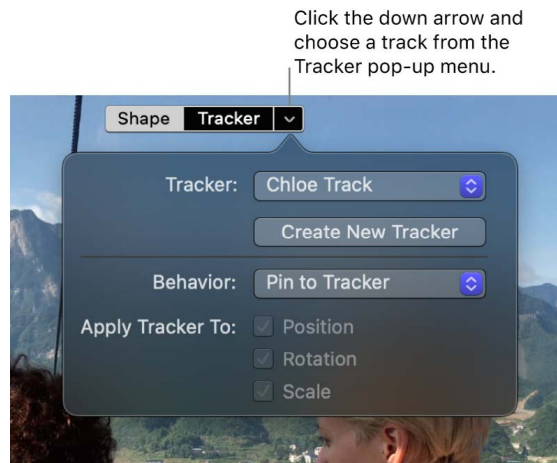 Click the down arrow and
choose a track from the
Tracker pop-up menu.
Shape Tracker
Tracker: Chloe Track
Create New Tracker
Behavior: Pin to Tracker
Apply Tracker To: Position
Rotation
Scale